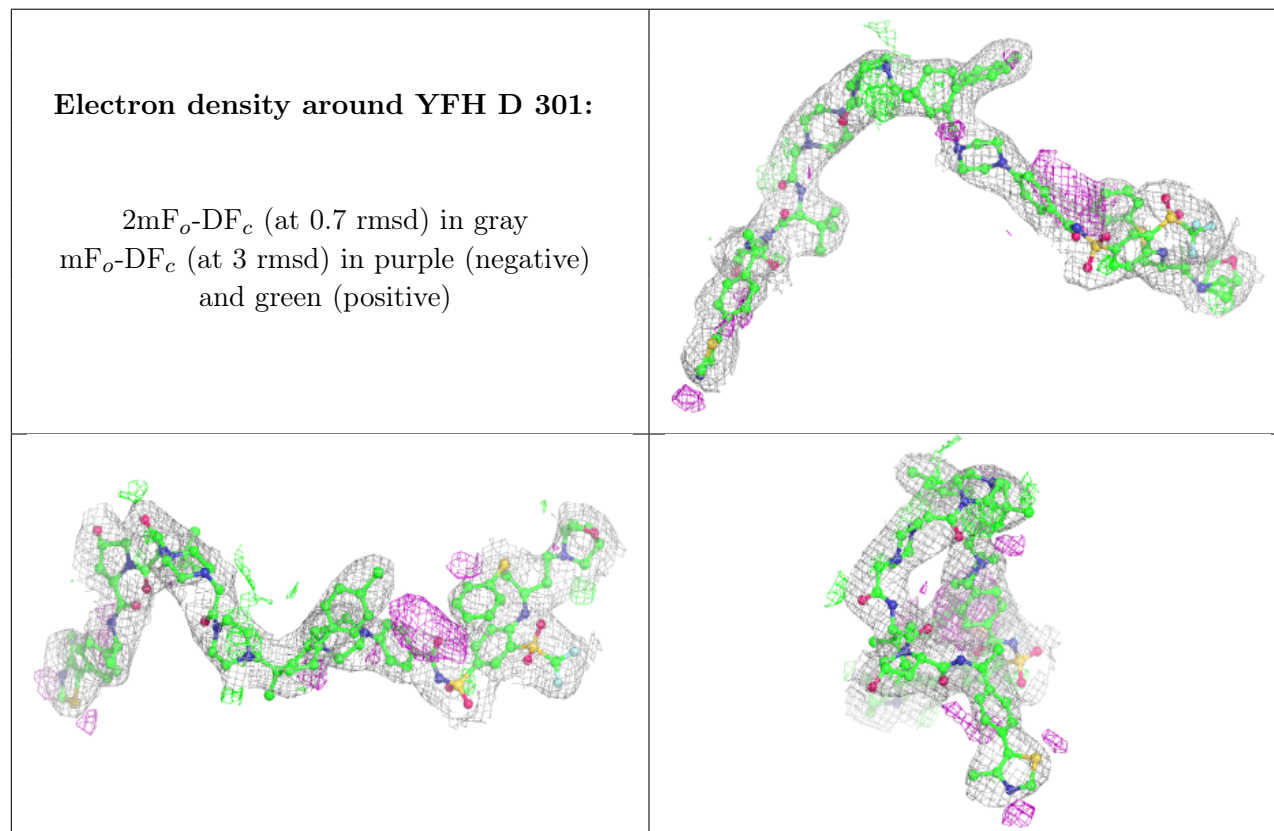 Electron density around YFH D 301:
2mFo-DFc (at 0.7 rmsd) in gray
mFo-DFc (at 3 rmsd) in purple (negative)
and green (positive)